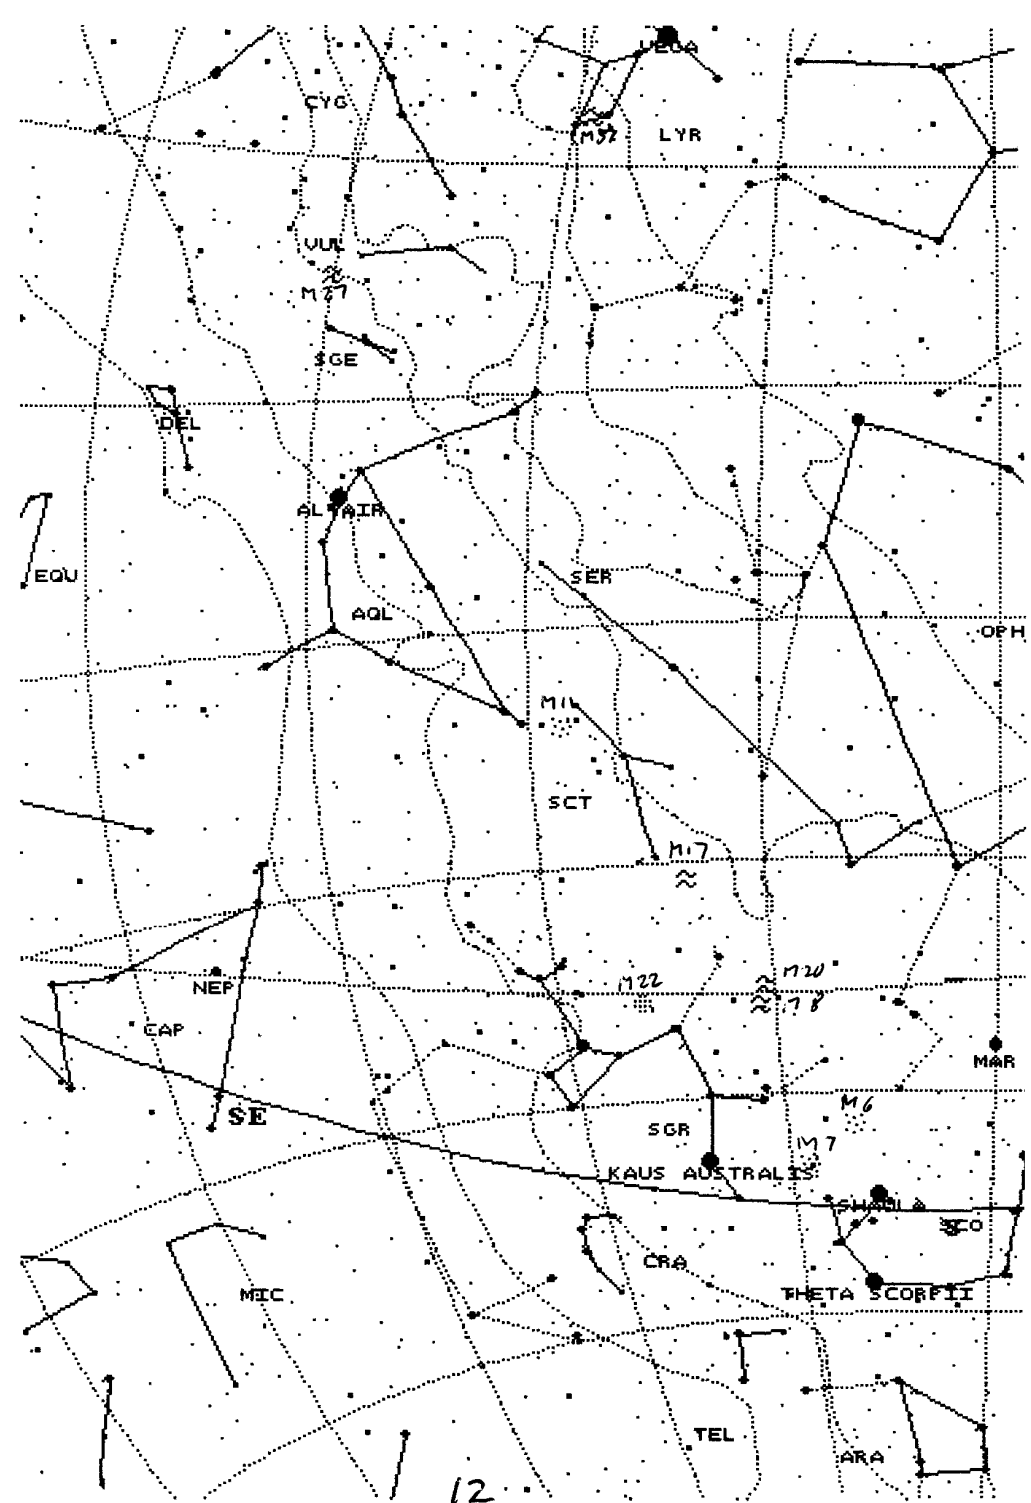 VEGA
CYG
M57
LYR
VUL
M27
SGE
DEL
ALTAIR
EQU
SER
AQL
OPH
M11
SCT
M17
M20
M22
NEP
M8
CAP
MAR
M6
SE
SGR
M7
KAUS AUSTRALIS
SHAULA
SCO
CRA
MIC
THETA SCORPII
TEL
ARA
12